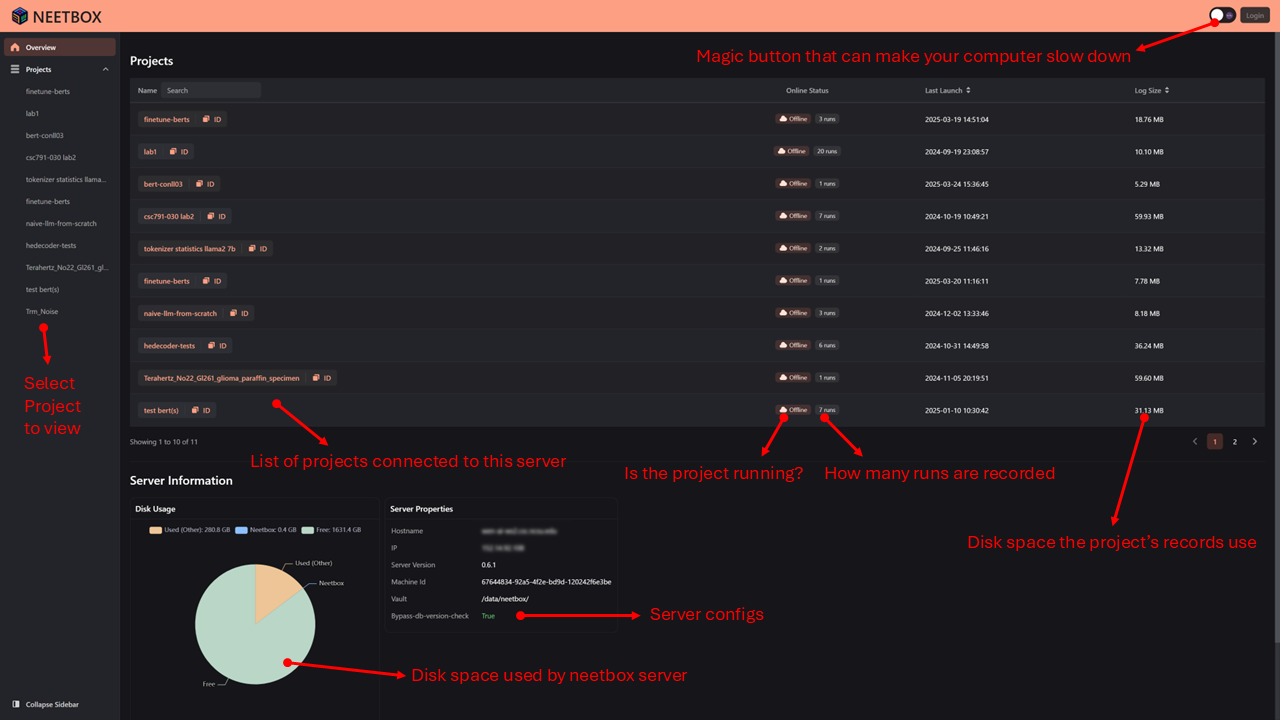 NEETBOX
Login
Magic button that can make your computer slow down
Overview
Projects
finetune-berts
lab1
bert-conll03
csc791-030 lab2
tokenizer statistics llama...
finetune-berts
naive-llm-from-scratch
hedecoder-tests
Terahertz_No22_Gl261_gl...
test bert(s)
Trm_Noise
Select
Project
to view
Collapse Sidebar
Projects
Name Search Online Status Last Launch Log Size
finetune-berts ID Offline 3 runs 2025-03-19 14:51:04 18.76 MB
lab1 ID Offline 20 runs 2024-09-19 23:08:57 10.10 MB
bert-conll03 ID Offline 1 runs 2025-03-24 15:36:45 5.29 MB
csc791-030 lab2 ID Offline 7 runs 2024-10-19 10:49:21 59.93 MB
tokenizer statistics llama2 7b ID Offline 2 runs 2024-09-25 11:46:16 13.32 MB
finetune-berts ID Offline 1 runs 2025-03-20 11:16:11 7.78 MB
naive-llm-from-scratch ID Offline 3 runs 2024-12-02 13:33:46 8.18 MB
hedecoder-tests ID Offline 6 runs 2024-10-31 14:49:58 36.24 MB
Terahertz_No22_Gl261_glioma_paraffin_specimen ID Offline 1 runs 2024-11-05 20:19:51 59.60 MB
test bert(s) ID Offline 7 runs 2025-01-10 10:30:42 31.13 MB
Showing 1 to 10 of 11 1 2
List of projects connected to this server
Is the project running?
How many runs are recorded
Disk space the project's records use
Server Information
Disk Usage
Used (Other): 280.8 GB Neetbox: 0.4 GB Free: 1631.4 GB
Used (Other)
Neetbox
Free
Disk space used by neetbox server
Server Properties
Hostname
IP
Server Version 0.6.1
Machine Id 67644834-92a5-4f2e-bd9d-120242f6e3be
Vault /data/neetbox/
Bypass-db-version-check True
Server configs